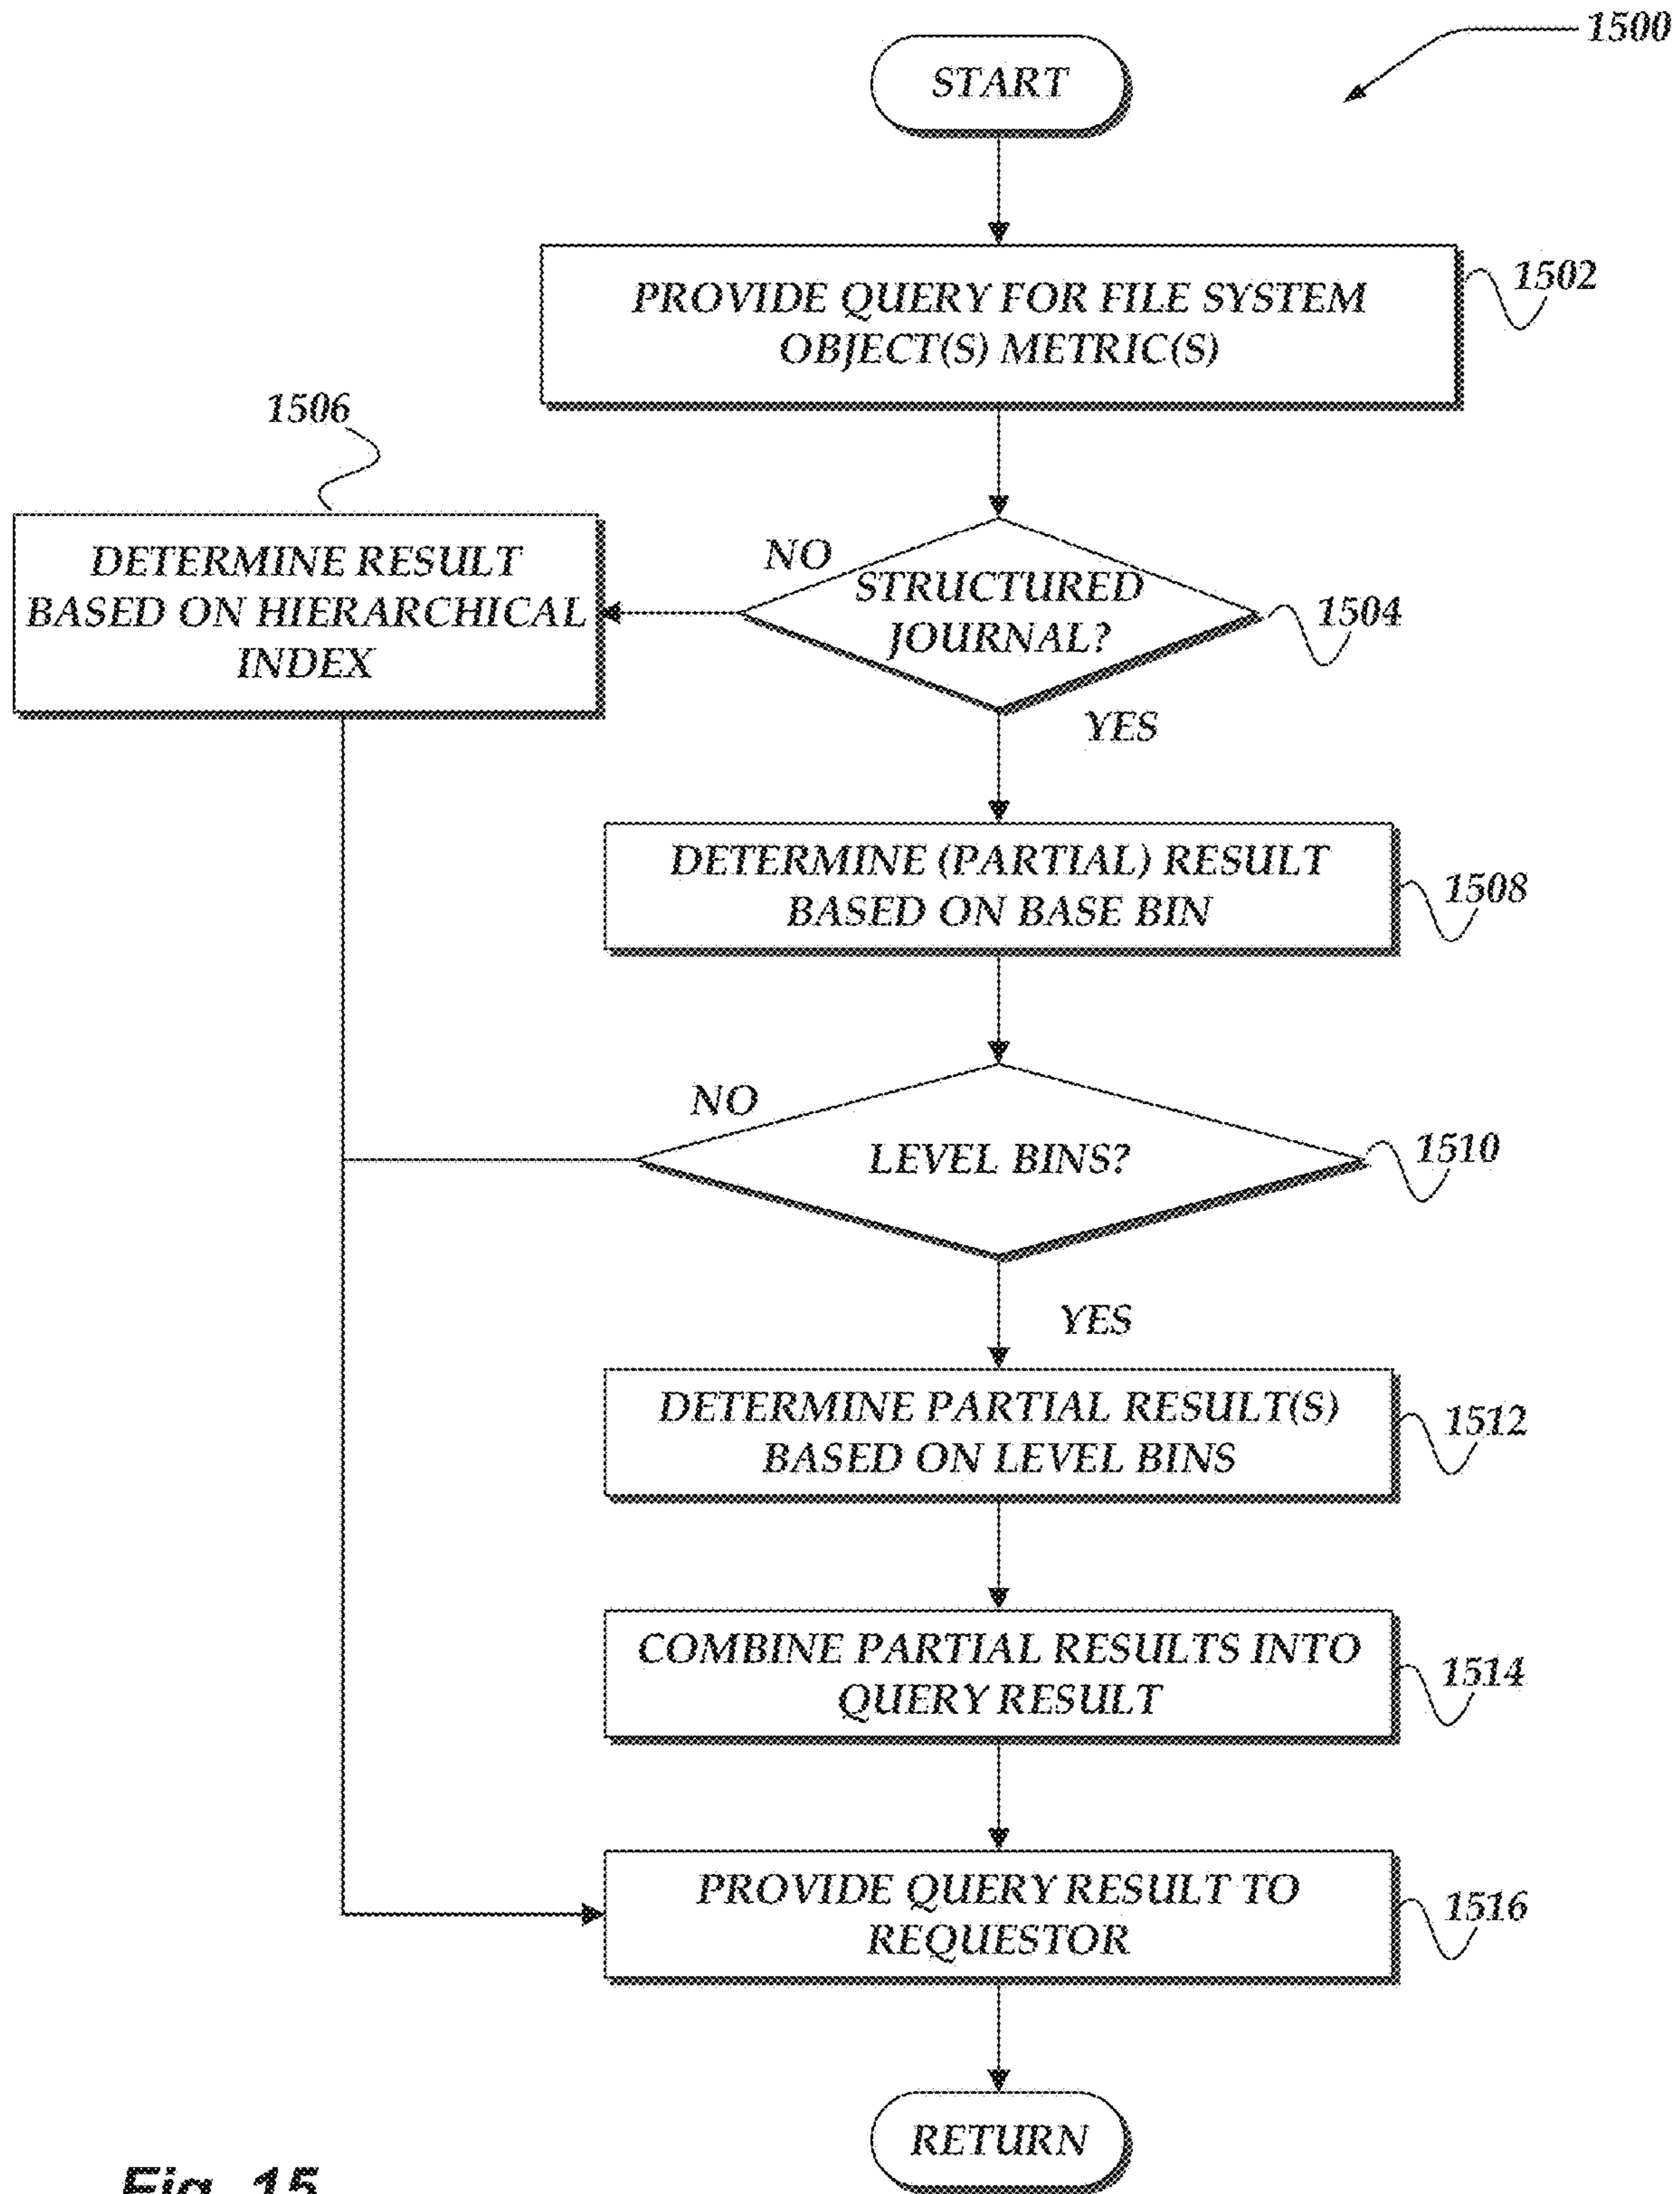 1500
START
PROVIDE QUERY FOR FILE SYSTEM
OBJECT(S) METRIC(S)
1502
1506
DETERMINE RESULT
BASED ON HIERARCHICAL
INDEX
NO
STRUCTURED
JOURNAL?
1504
YES
DETERMINE (PARTIAL) RESULT
BASED ON BASE BIN
1508
NO
LEVEL BINS?
1510
YES
DETERMINE PARTIAL RESULT(S)
BASED ON LEVEL BINS
1512
COMBINE PARTIAL RESULTS INTO
QUERY RESULT
1514
PROVIDE QUERY RESULT TO
REQUESTOR
1516
RETURN
Fig. 15